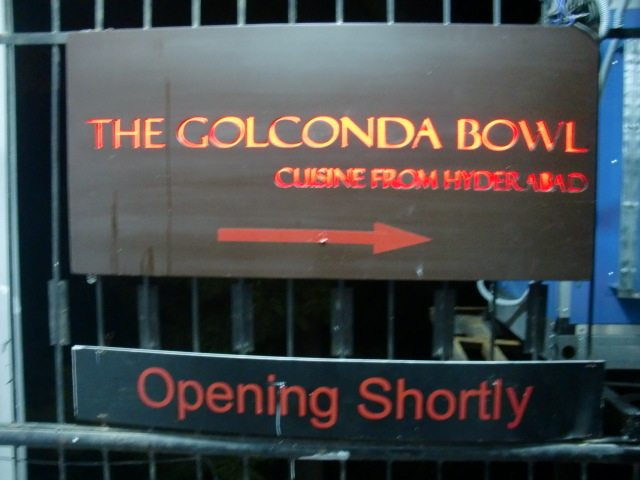 THE GOLCONDA BOWL
CUISINE FROM HYDERABAD
Opening Shortly